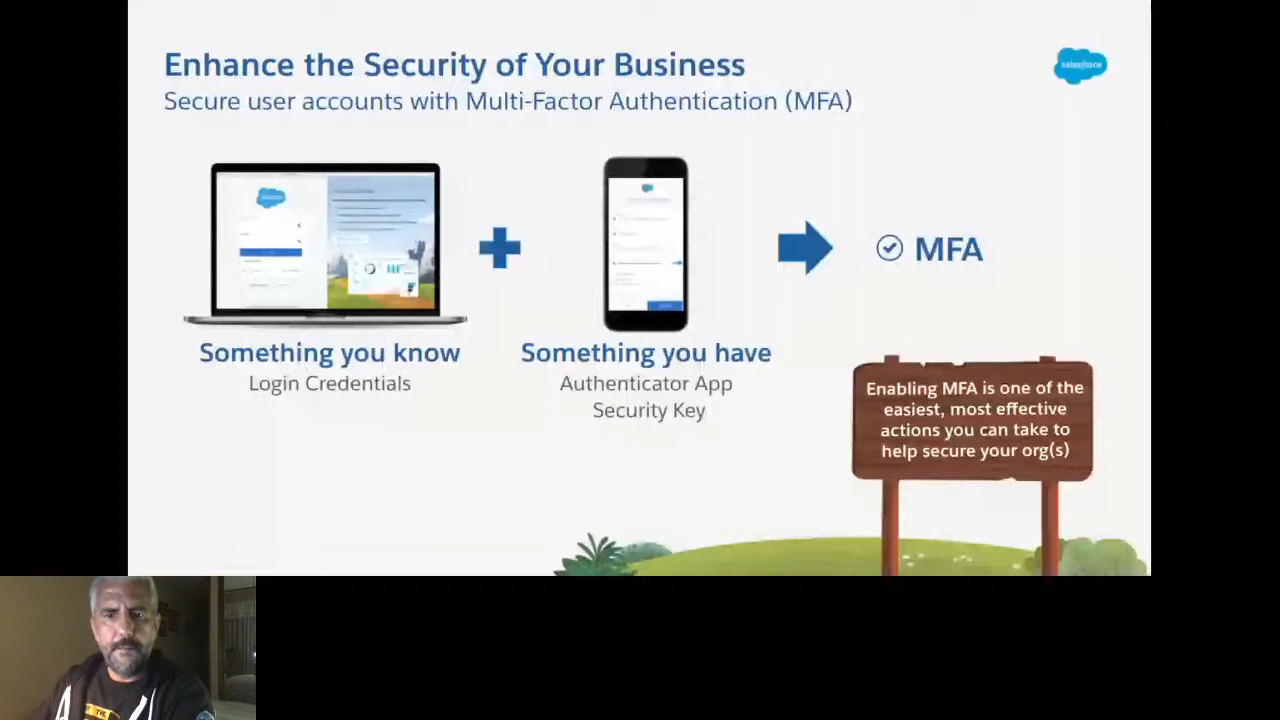 Enhance the Security of Your Business
Secure user accounts with Multi-Factor Authentication (MFA)
salesforce
MFA
Something you know
Login Credentials
Something you have
Authenticator App
Security Key
Enabling MFA is one of the
easiest, most effective
actions you can take to
help secure your org(s)